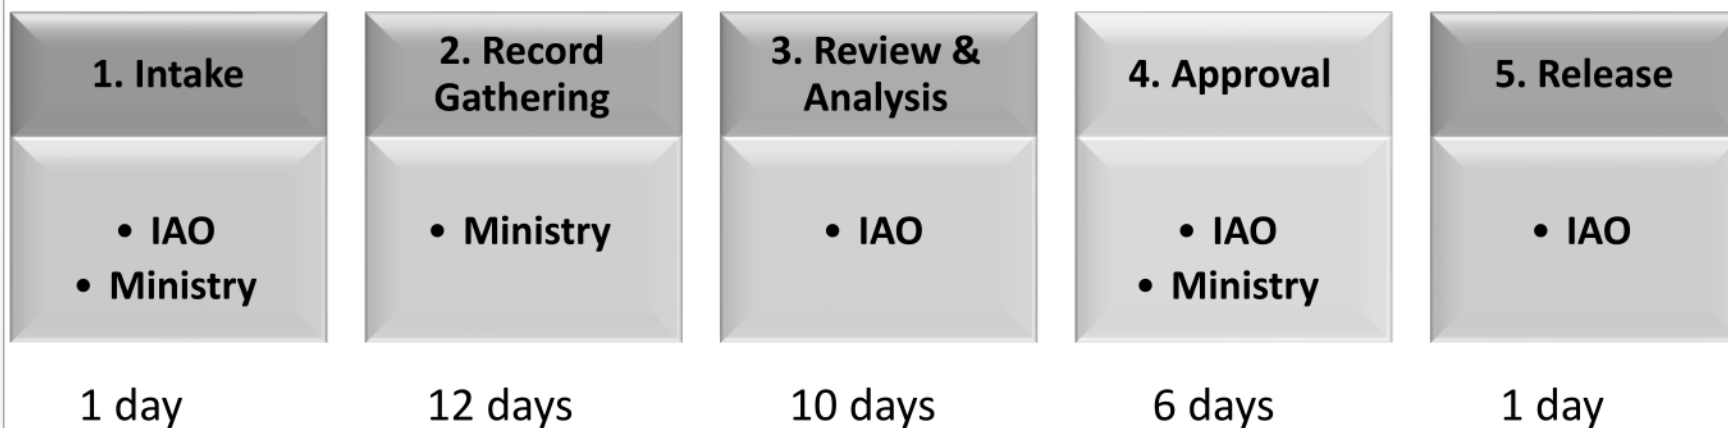 1. Intake
2. Record
Gathering
3. Review &
Analysis
4. Approval
5. Release
• IAO
• Ministry
• Ministry
• IAO
• IAO
• Ministry
• IAO
1 day
12 days
10 days
6 days
1 day